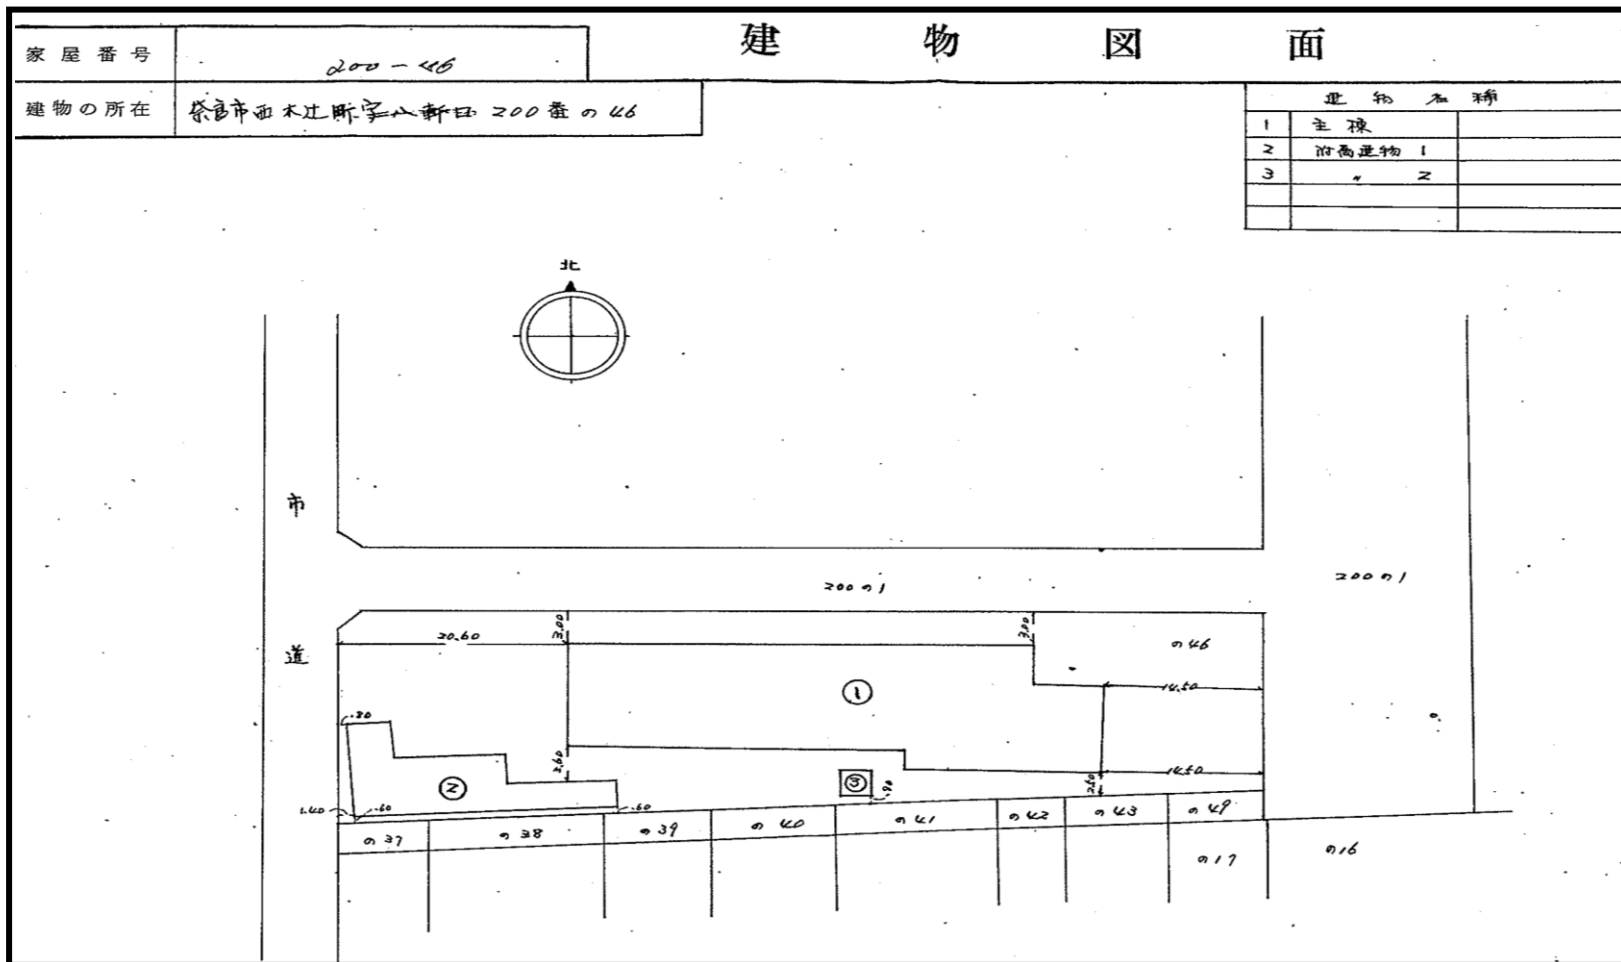 建物図面
家屋番号 200-46
建物の所在 奈良市西木辻町字八軒田 200番の46
建物名称
1 主棟
2 附属建物 1
3 〃 2
北
市道
200の1
200の1
20.60
3.00
3.00
の46
14.50
①
.80
2.60
②
③
14.50
2.50
.90
1.40
.60
.60
の37
の38
の39
の40
の41
の42
の43
の49
の17
の16